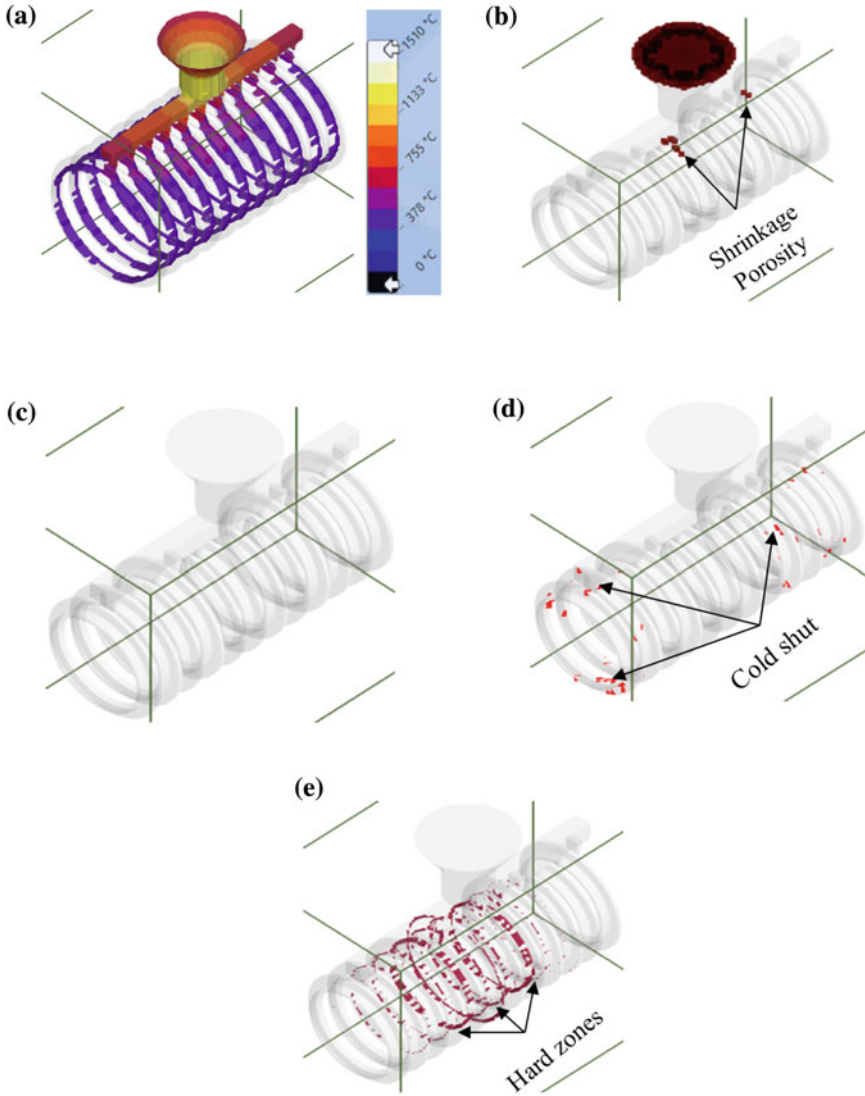 (a)
1510 °C
1133 °C
755 °C
378 °C
0 °C
(b)
Shrinkage
Porosity
(c)
(d)
Cold shut
(e)
Hard zones